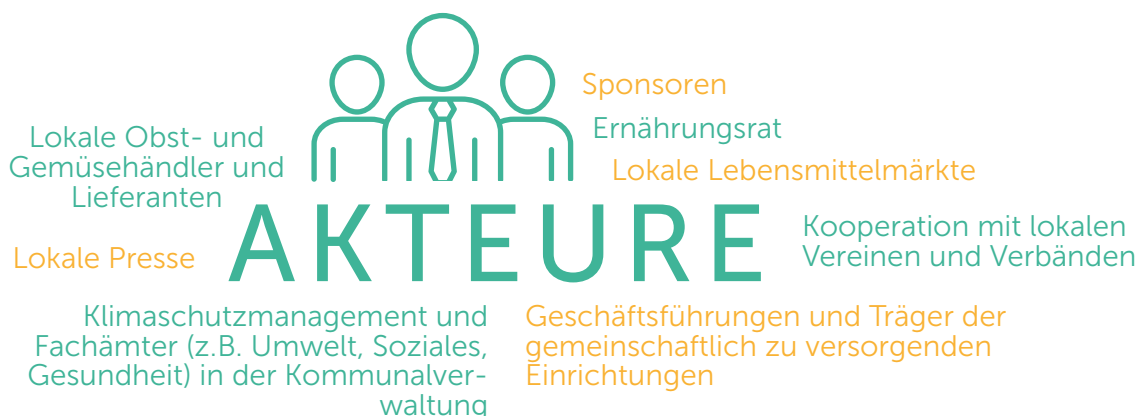 Sponsoren
Ernährungsrat
Lokale Lebensmittelmärkte
Lokale Obst- und
Gemüsehändler und
Lieferanten
AKTEURE
Kooperation mit lokalen
Vereinen und Verbänden
Lokale Presse
Klimaschutzmanagement und
Fachämter (z.B. Umwelt, Soziales,
Gesundheit) in der Kommunalver-
waltung
Geschäftsführungen und Träger der
gemeinschaftlich zu versorgenden
Einrichtungen